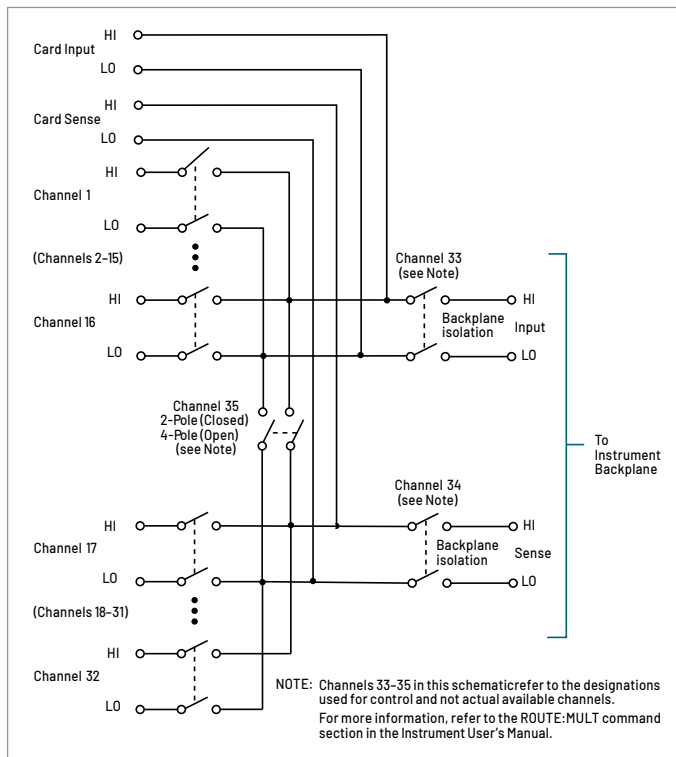 HI
Card Input
LO
HI
Card Sense
LO
HI
Channel 1
LO
(Channels 2–15)
Channel 33
(see Note)
HI
HI
Backplane
isolation
Input
Channel 16
LO
LO
Channel 35
2-Pole (Closed)
4-Pole (Open)
(see Note)
To
Instrument
Backplane
Channel 34
(see Note)
HI
HI
Channel 17
Backplane
isolation
Sense
LO
LO
(Channels 18–31)
HI
Channel 32
LO
NOTE: Channels 33–35 in this schematicrefer to the designations
used for control and not actual available channels.
For more information, refer to the ROUTE:MULT command
section in the Instrument User's Manual.